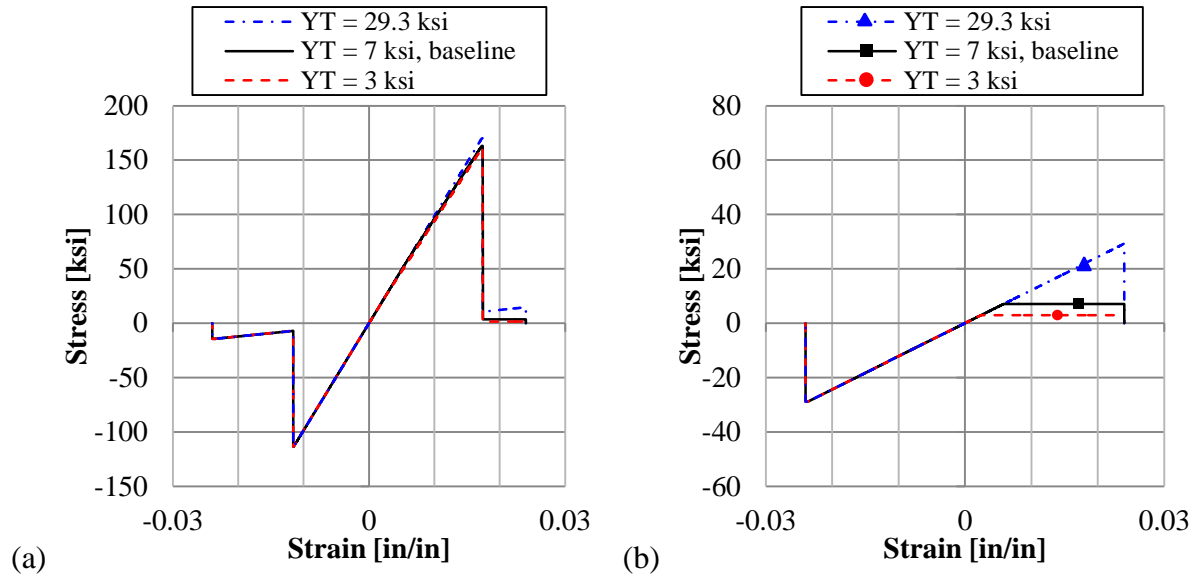 YT = 29.3 ksi
YT = 7 ksi, baseline
YT = 3 ksi
200
150
100
50
0
-50
-100
-150
-0.03
0
0.03
Stress [ksi]
Strain [in/in]
(a)
YT = 29.3 ksi
YT = 7 ksi, baseline
YT = 3 ksi
80
60
40
20
0
-20
-40
-60
-0.03
0
0.03
Stress [ksi]
Strain [in/in]
(b)